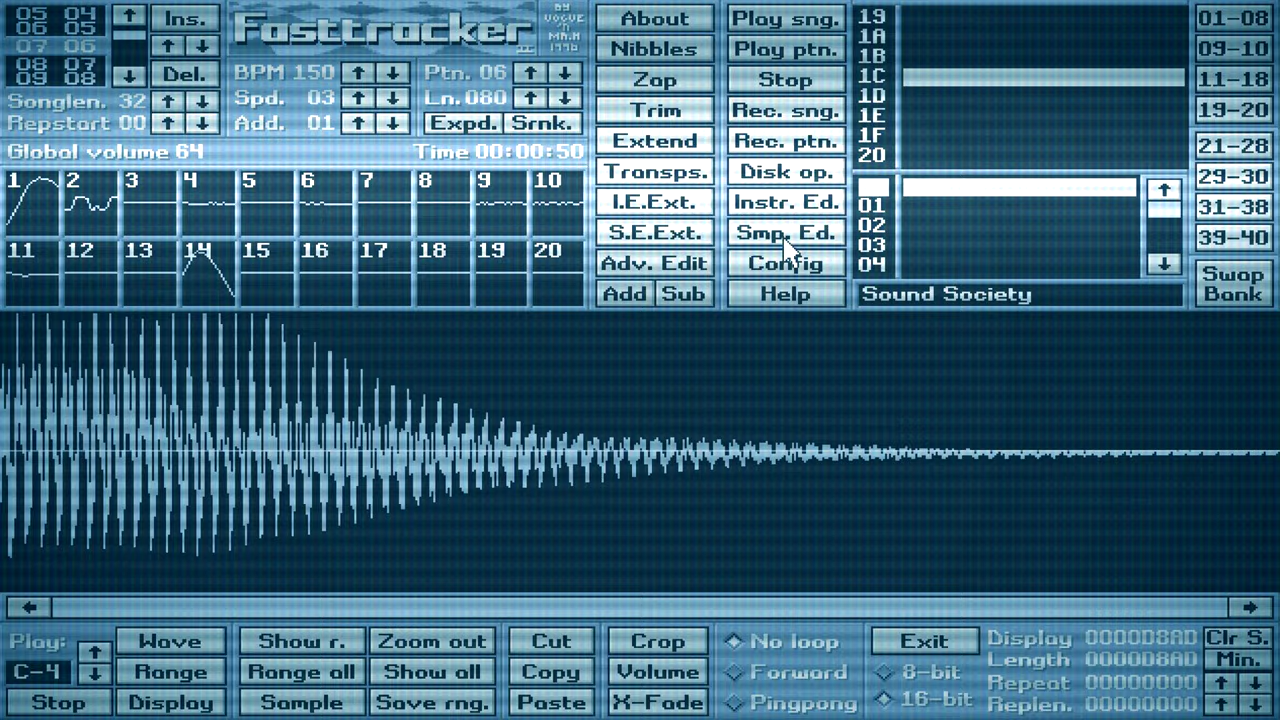 05 04
06 05
07 06
08 07
09 08
Ins.
Del.
Songlen. 32
Repstart 00
Fasttracker II
BY VOGUE 'n MR.H 1996
BPM 150
Spd. 03
Add. 01
Ptn. 06
Ln. 080
Expd. Srnk.
Global volume 64
Time 00:00:50
1 2 3 4 5 6 7 8 9 10
11 12 13 14 15 16 17 18 19 20
About
Nibbles
Zap
Trim
Extend
Transps.
I.E.Ext.
S.E.Ext.
Adv. Edit
Add Sub
Play sng.
Play ptn.
Stop
Rec. sng.
Rec. ptn.
Disk op.
Instr. Ed.
Smp. Ed.
Config
Help
19
1A
1B
1C
1D
1E
1F
20
01
02
03
04
Sound Society
01-08
09-10
11-18
19-20
21-28
29-30
31-38
39-40
Swap
Bank
Play:
C-4
Stop
Wave
Range
Display
Show r.
Range all
Sample
Zoom out
Show all
Save rng.
Cut
Copy
Paste
Crop
Volume
X-Fade
No loop
Forward
Pingpong
Exit
8-bit
16-bit
Display 0000D8AD
Length 0000D8AD
Repeat 00000000
Replen. 00000000
Clr S.
Min.